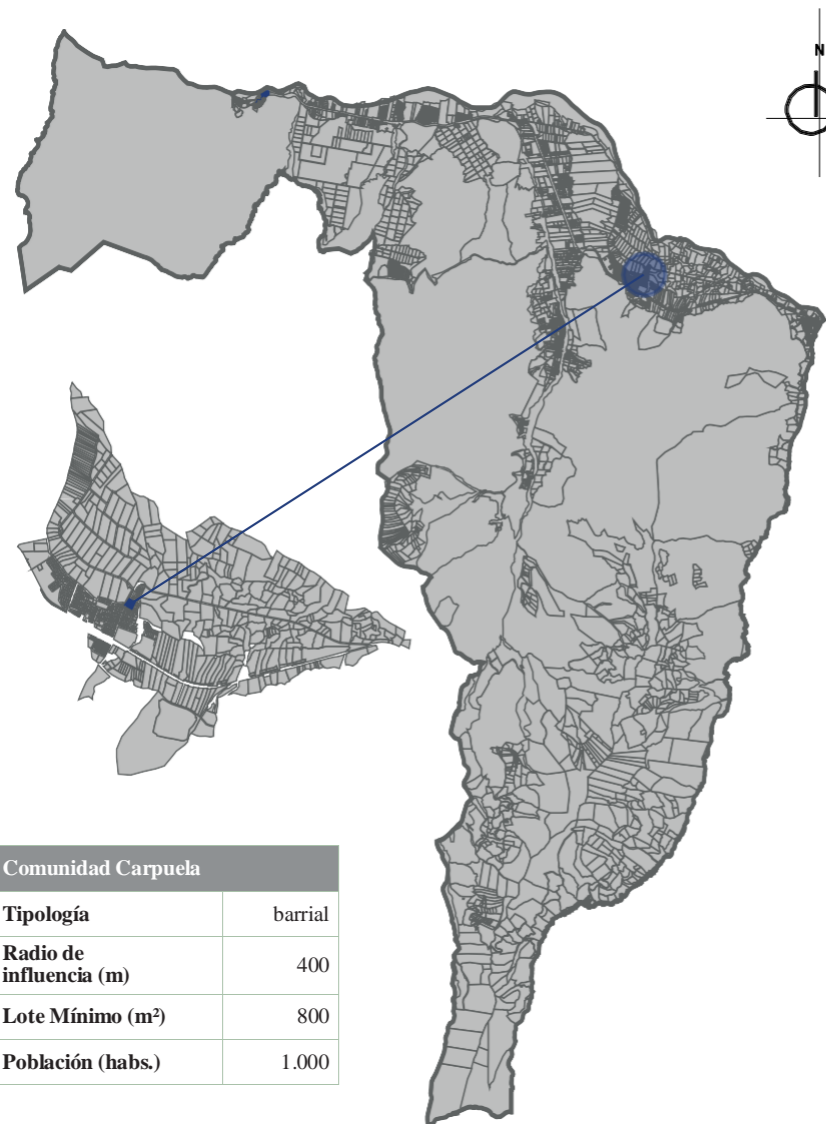 N
Comunidad Carpuela
Tipología barrial
Radio de
influencia (m) 400
Lote Mínimo (m²) 800
Población (habs.) 1.000